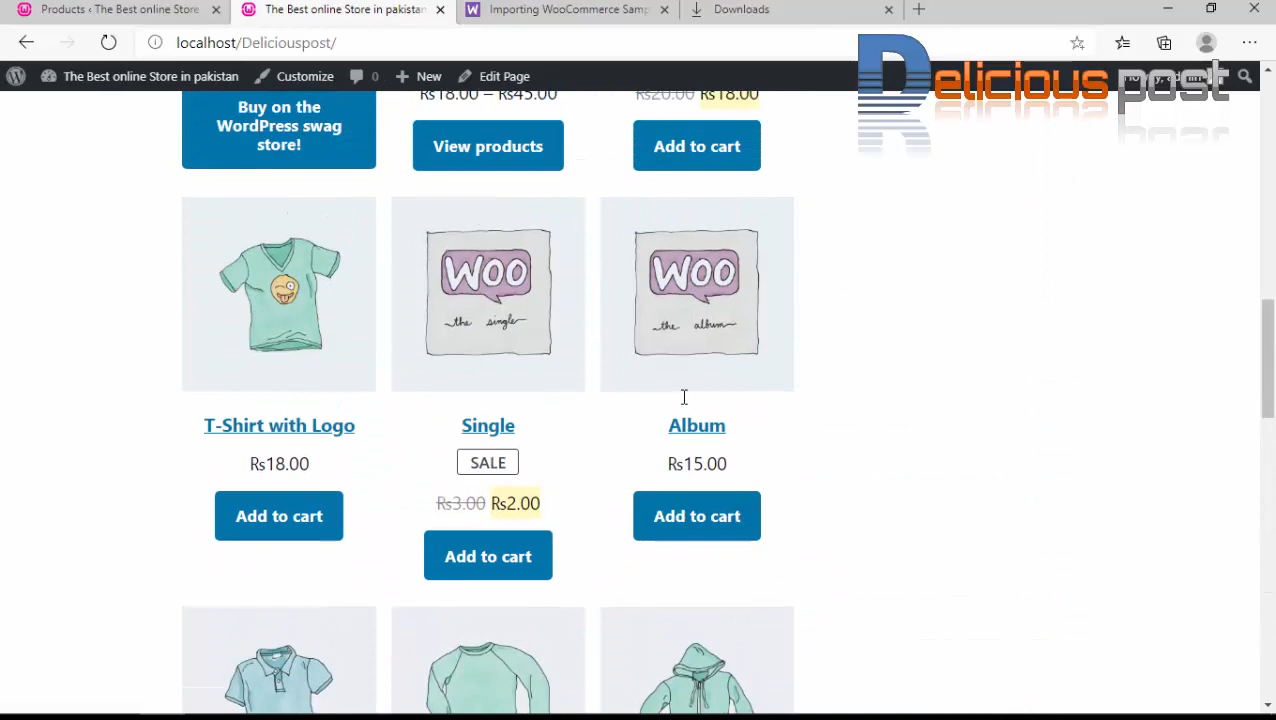 Products ‹ The Best online Store
The Best online Store in pakistan
Importing WooCommerce Samp
Downloads
localhost/Deliciouspost/
The Best online Store in pakistan
Customize
0
New
Edit Page
Howdy, admin
Delicious post
Buy on the
WordPress swag
store!
Rs18.00 – Rs45.00
Rs20.00 Rs18.00
View products
Add to cart
WOO
the single
WOO
the album
T-Shirt with Logo
Single
Album
Rs18.00
SALE
Rs15.00
Rs3.00 Rs2.00
Add to cart
Add to cart
Add to cart